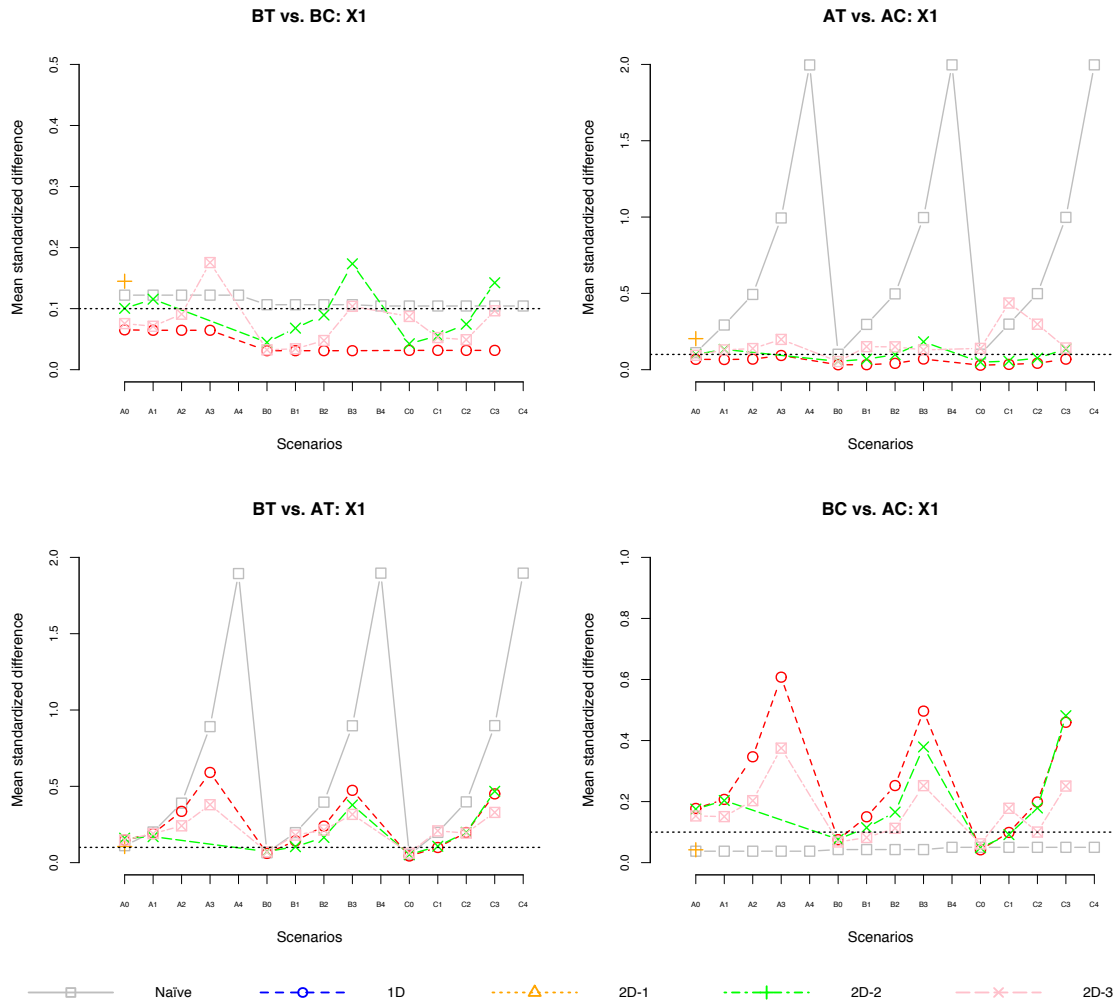 BT vs. BC: X1
Mean standardized difference
0.5
0.4
0.3
0.2
0.1
0.0
A0 A1 A2 A3 A4 B0 B1 B2 B3 B4 C0 C1 C2 C3 C4
Scenarios
AT vs. AC: X1
Mean standardized difference
2.0
1.5
1.0
0.5
0.0
A0 A1 A2 A3 A4 B0 B1 B2 B3 B4 C0 C1 C2 C3 C4
Scenarios
BT vs. AT: X1
Mean standardized difference
2.0
1.5
1.0
0.5
0.0
A0 A1 A2 A3 A4 B0 B1 B2 B3 B4 C0 C1 C2 C3 C4
Scenarios
BC vs. AC: X1
Mean standardized difference
1.0
0.8
0.6
0.4
0.2
0.0
A0 A1 A2 A3 A4 B0 B1 B2 B3 B4 C0 C1 C2 C3 C4
Scenarios
Naïve 1D 2D-1 2D-2 2D-3